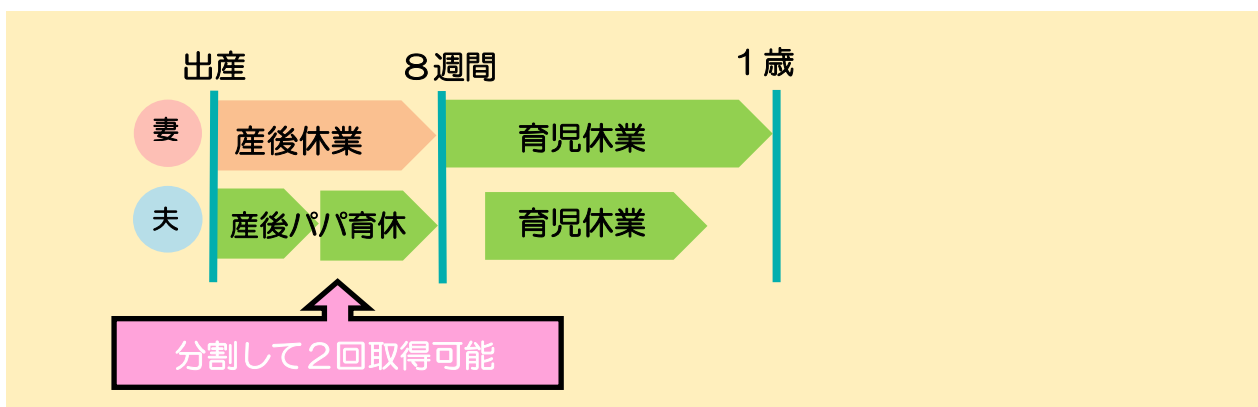 出産 8週間 1歳
妻 産後休業 育児休業
夫 産後パパ育休 育児休業
分割して2回取得可能